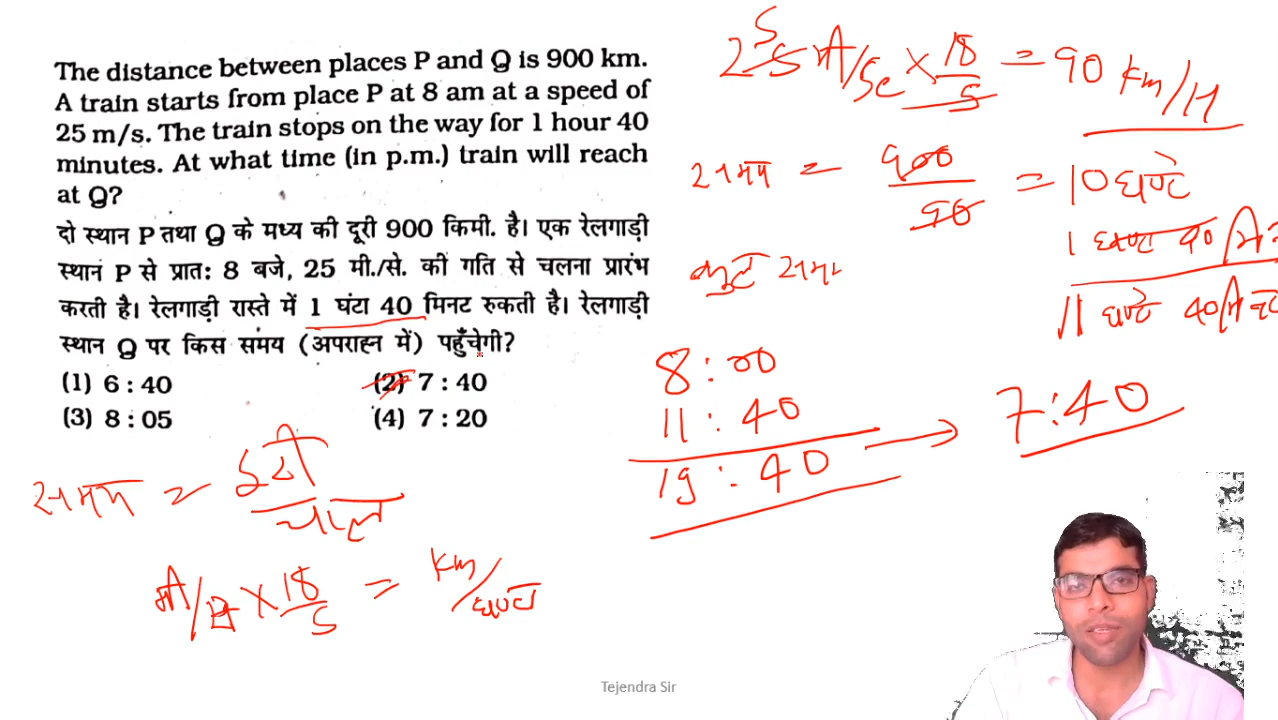 The distance between places P and Q is 900 km.
A train starts from place P at 8 am at a speed of
25 m/s. The train stops on the way for 1 hour 40
minutes. At what time (in p.m.) train will reach
at Q?
दो स्थान P तथा Q के मध्य की दूरी 900 किमी. है। एक रेलगाड़ी
स्थान P से प्रातः 8 बजे, 25 मी./से. की गति से चलना प्रारंभ
करती है। रेलगाड़ी रास्ते में 1 घंटा 40 मिनट रुकती है। रेलगाड़ी
स्थान Q पर किस समय (अपराह्न में) पहुँचेगी?
(1) 6 : 40
(2) 7 : 40
(3) 8 : 05
(4) 7 : 20
समय = दूरी
चाल
मी/से × 18/5 = km/घण्टा
25 मी/से × 18/5 = 90 km/H
समय = 900/90 = 10 घण्टे
1 घण्टा 40
कुल समय
11 घण्टे 40 मिनट
8:00
11:40
19:40
7:40
Tejendra Sir